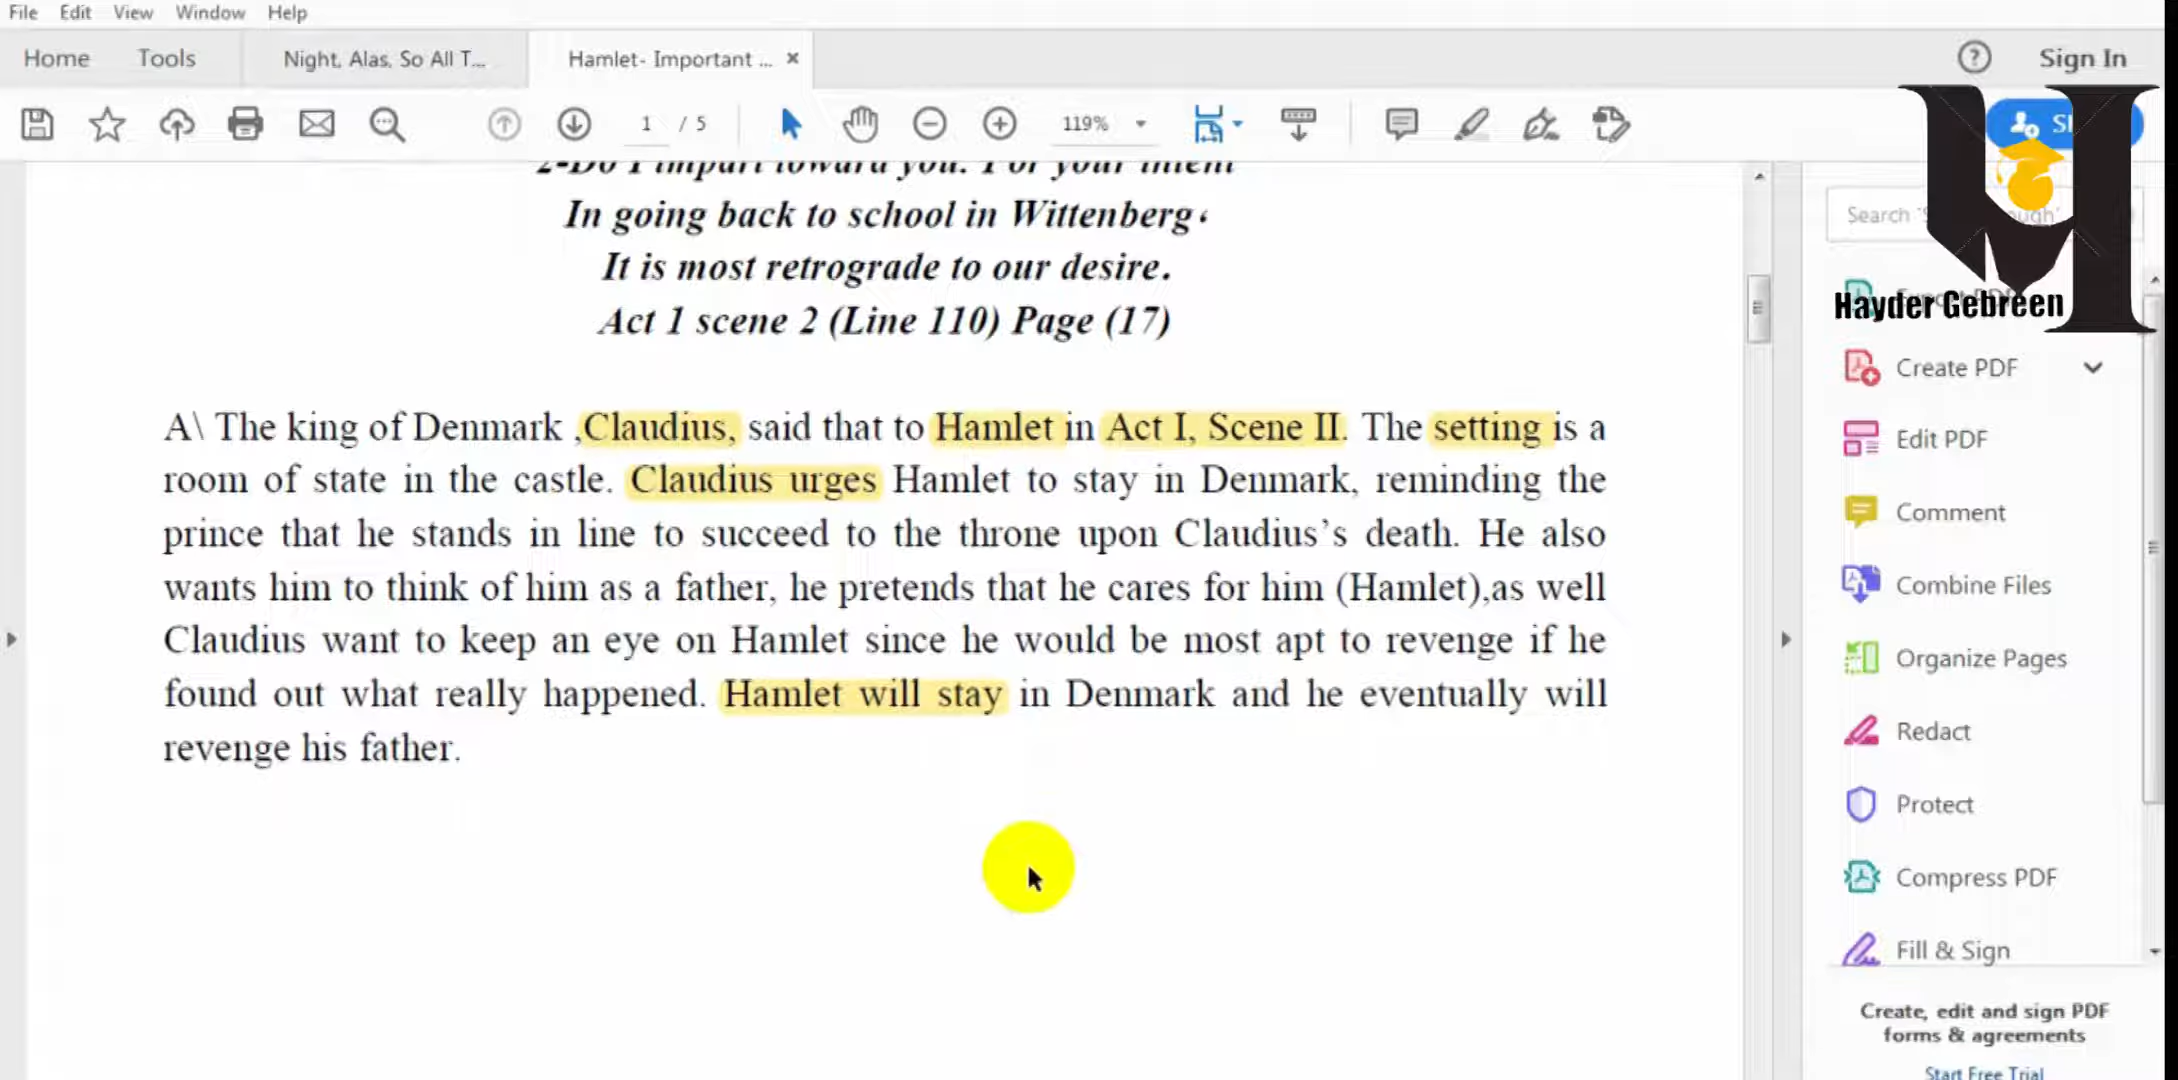 File Edit View Window Help
Home Tools Night, Alas. So All T... Hamlet- Important ... × ? Sign In
1 / 5 119%
2-Do I impart toward you. For your intent
In going back to school in Wittenberg،
It is most retrograde to our desire.
Act 1 scene 2 (Line 110) Page (17)
A\ The king of Denmark ,Claudius, said that to Hamlet in Act I, Scene II. The setting is a
room of state in the castle. Claudius urges Hamlet to stay in Denmark, reminding the
prince that he stands in line to succeed to the throne upon Claudius’s death. He also
wants him to think of him as a father, he pretends that he cares for him (Hamlet),as well
Claudius want to keep an eye on Hamlet since he would be most apt to revenge if he
found out what really happened. Hamlet will stay in Denmark and he eventually will
revenge his father.
Search
Hayder Gebreen
Create PDF
Edit PDF
Comment
Combine Files
Organize Pages
Redact
Protect
Compress PDF
Fill & Sign
Create, edit and sign PDF
forms & agreements
Start Free Trial